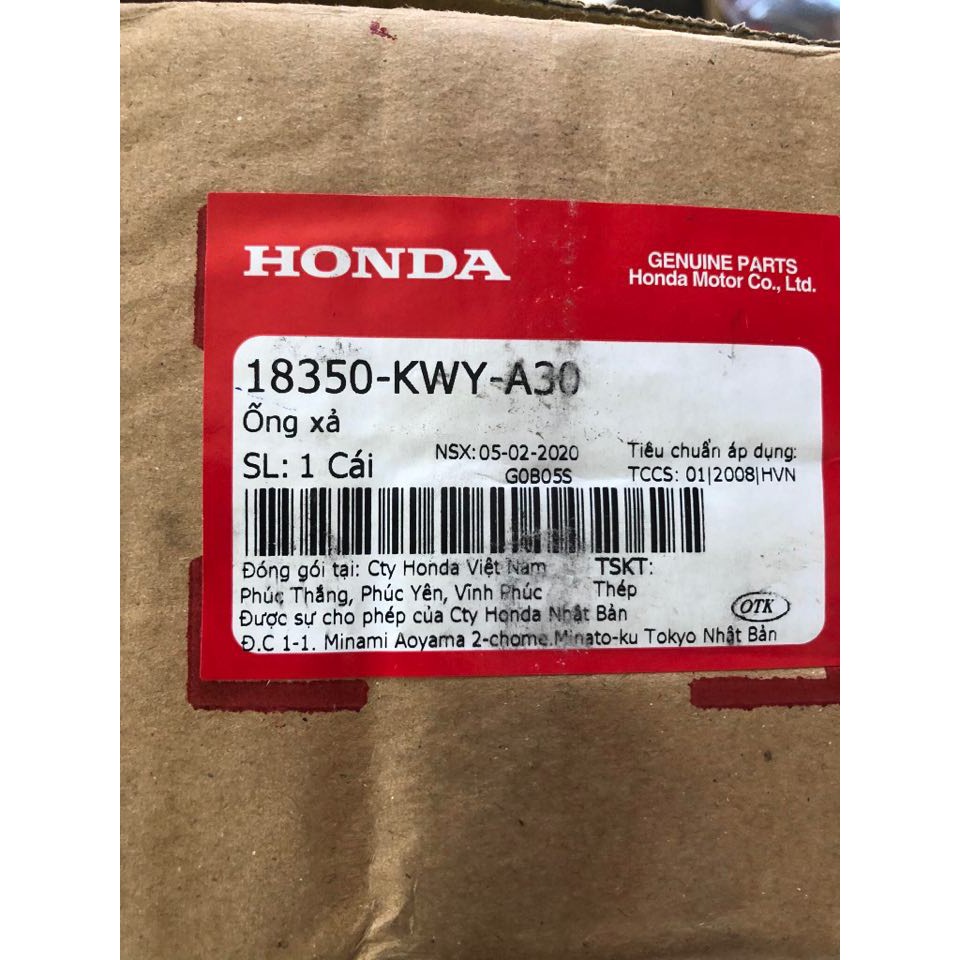 HONDA
GENUINE PARTS
Honda Motor Co., Ltd.
18350-KWY-A30
Ỗng xả
SL: 1 Cái
NSX: 05-02-2020
G0B05S
Tiêu chuẩn áp dụng:
TCCS: 01|2008|HVN
Đóng gói tại: Cty Honda Việt Nam
Phúc Thắng, Phúc Yên, Vĩnh Phúc
TSKT:
Thép
Được sự cho phép của Cty Honda Nhật Bản
Đ.C 1-1. Minami Aoyama 2-chome.Minato-ku Tokyo Nhật Bản
OTK